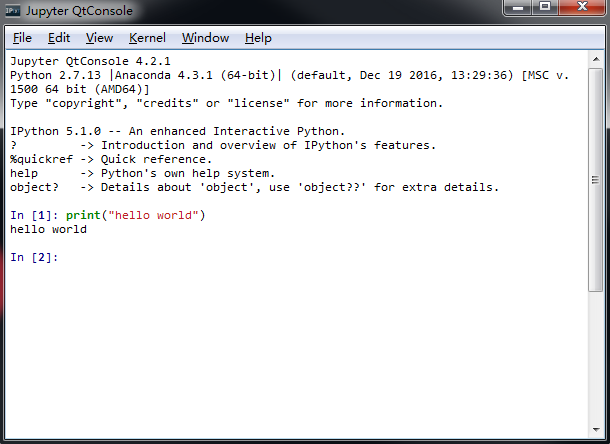 Jupyter QtConsole
File Edit View Kernel Window Help
Jupyter QtConsole 4.2.1
Python 2.7.13 |Anaconda 4.3.1 (64-bit)| (default, Dec 19 2016, 13:29:36) [MSC v.
1500 64 bit (AMD64)]
Type "copyright", "credits" or "license" for more information.
IPython 5.1.0 -- An enhanced Interactive Python.
?         -> Introduction and overview of IPython's features.
%quickref -> Quick reference.
help      -> Python's own help system.
object?   -> Details about 'object', use 'object??' for extra details.
In [1]: print("hello world")
hello world
In [2]: